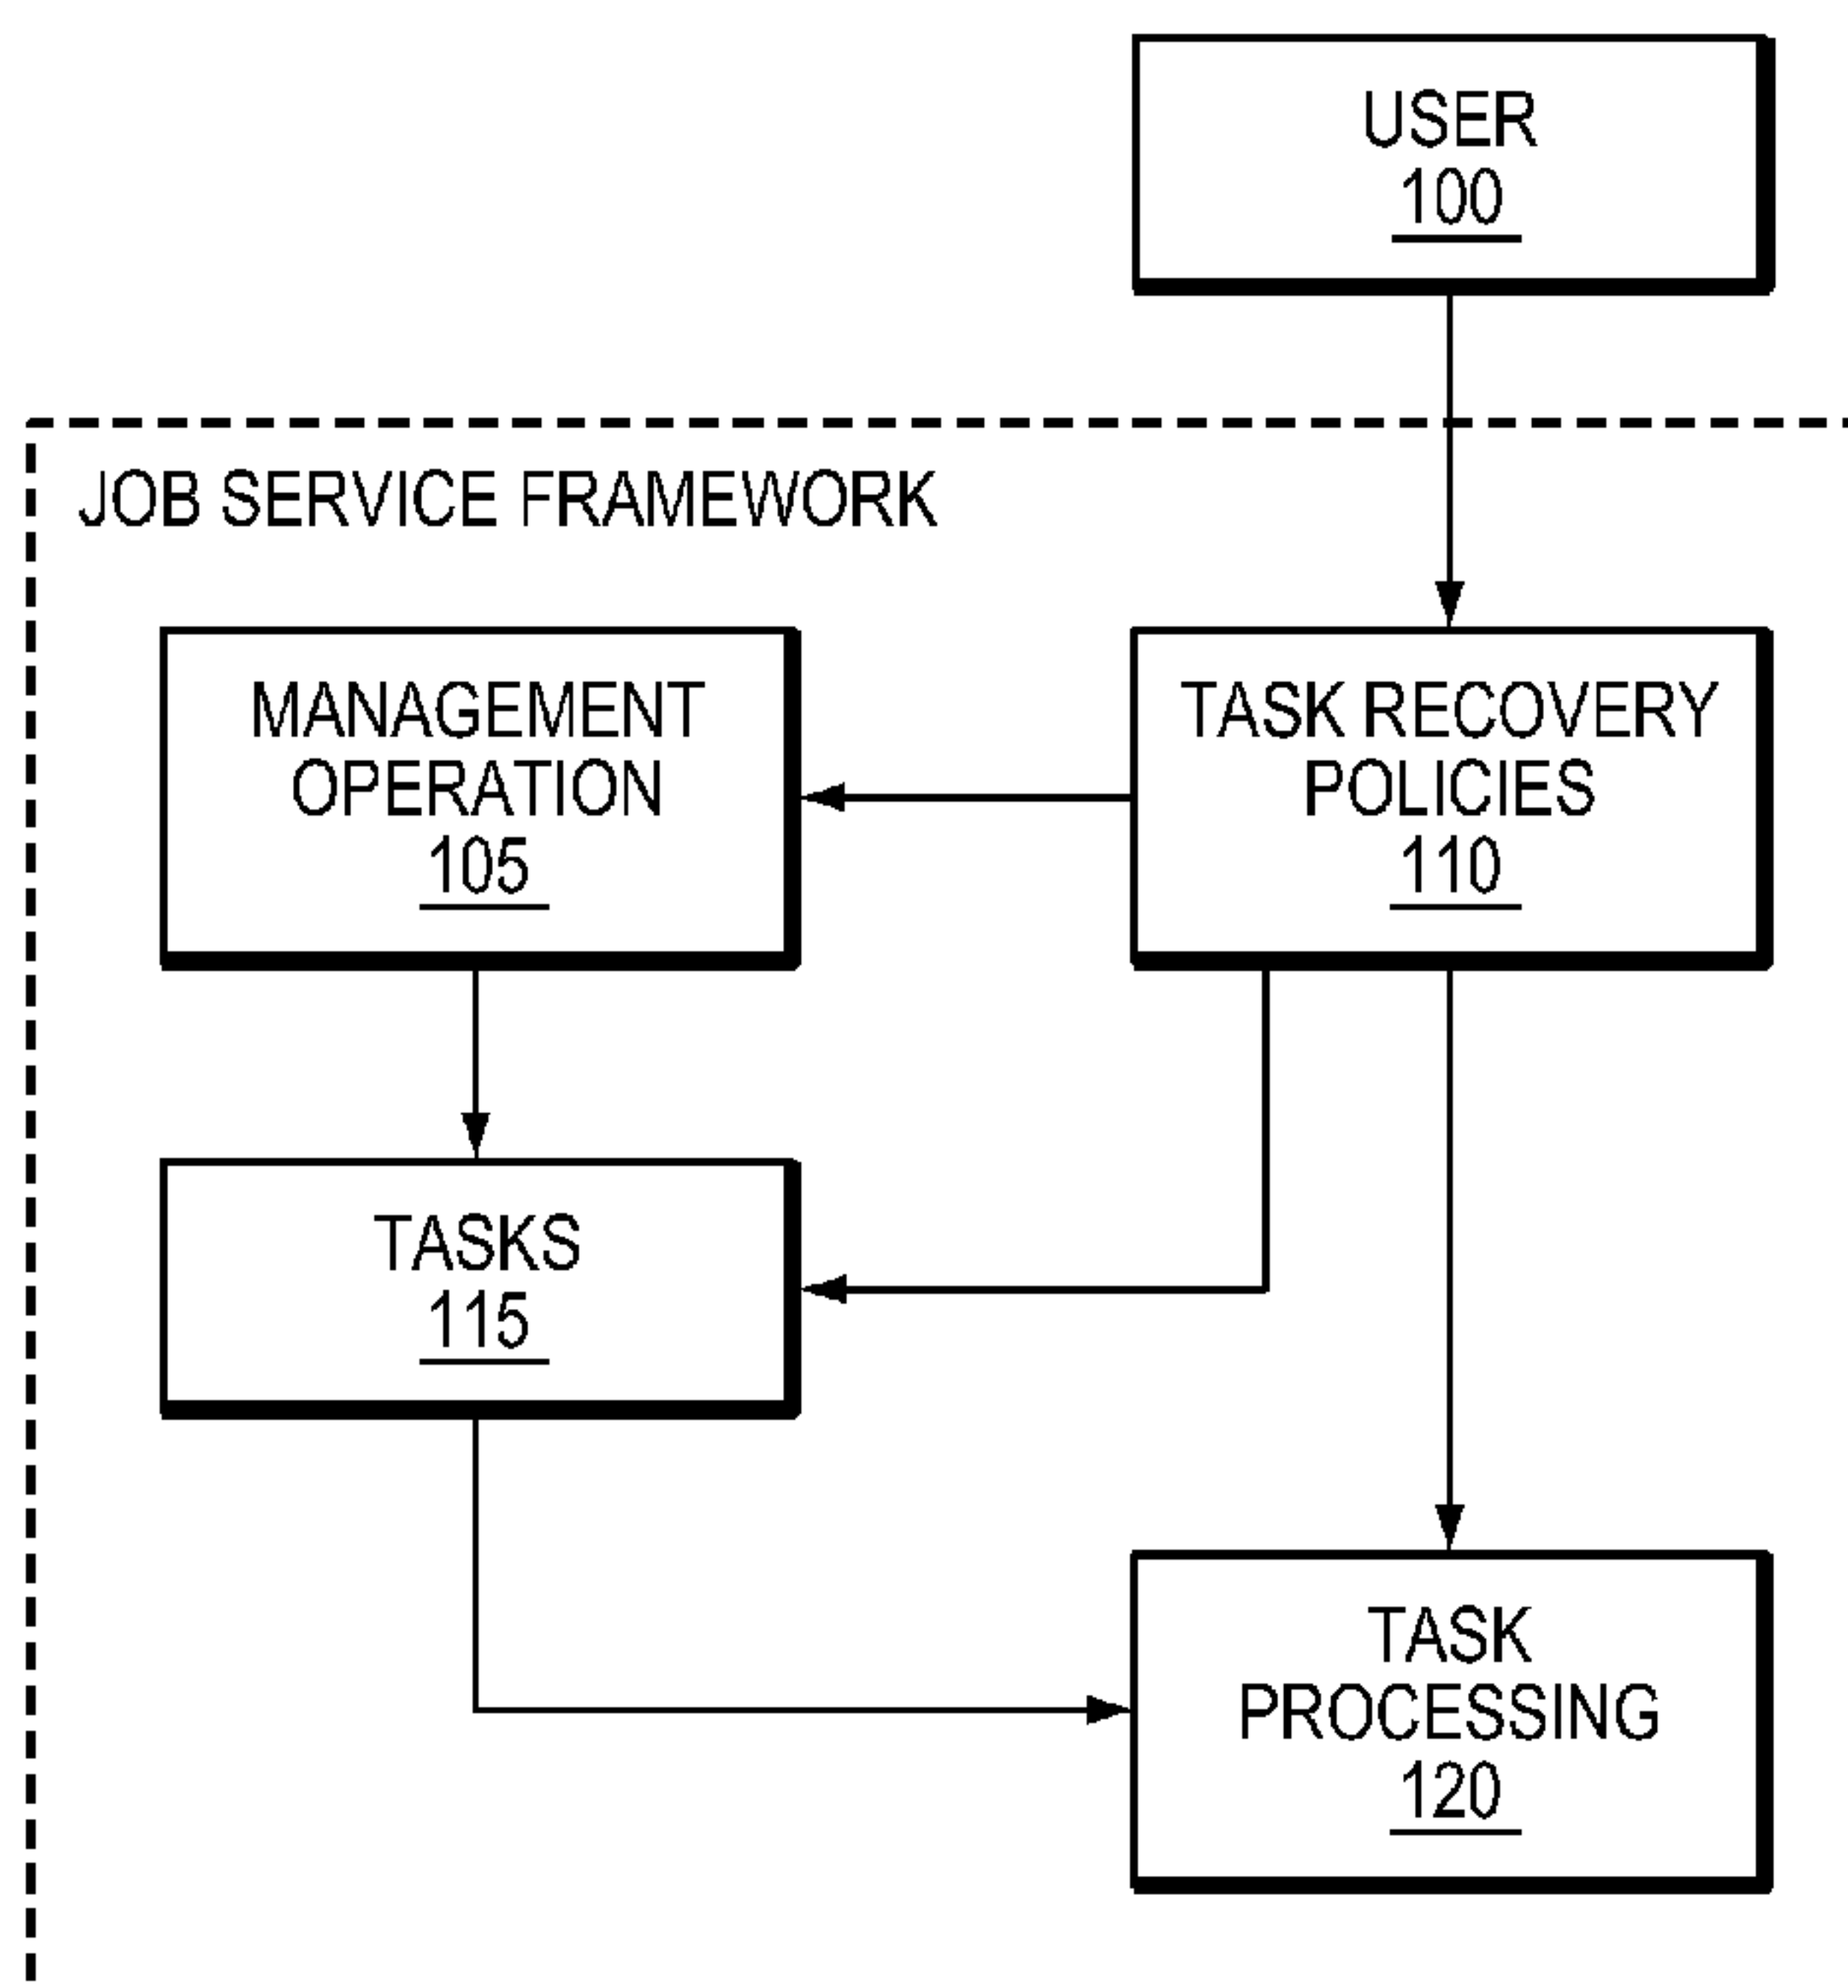 USER
100
JOB SERVICE FRAMEWORK
MANAGEMENT
OPERATION
105
TASK RECOVERY
POLICIES
110
TASKS
115
TASK
PROCESSING
120